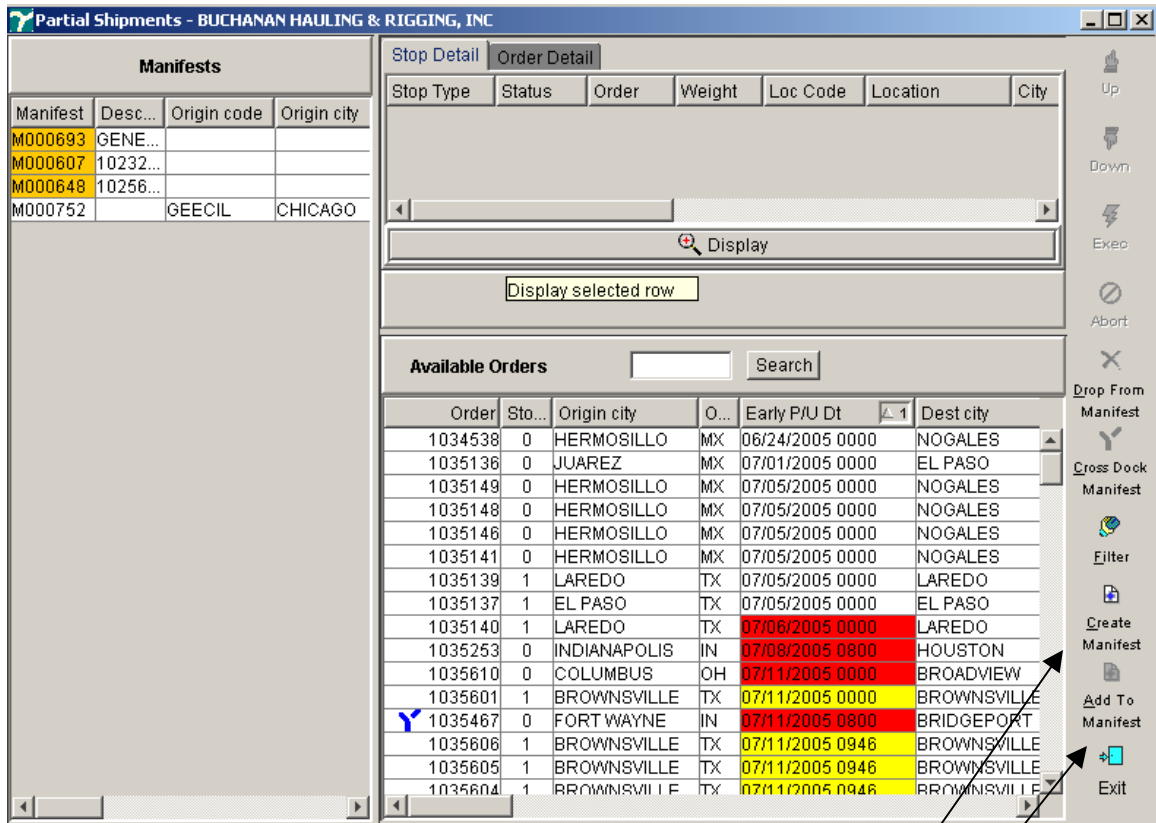 Partial Shipments - BUCHANAN HAULING & RIGGING, INC
Manifests
Manifest Desc... Origin code Origin city
M000693 GENE...
M000607 10232...
M000648 10256...
M000752 GEECIL CHICAGO
Stop Detail Order Detail
Stop Type Status Order Weight Loc Code Location City
Display
Display selected row
Available Orders Search
Order Sto... Origin city O... Early P/U Dt 1 Dest city
1034538 0 HERMOSILLO MX 06/24/2005 0000 NOGALES
1035136 0 JUAREZ MX 07/01/2005 0000 EL PASO
1035149 0 HERMOSILLO MX 07/05/2005 0000 NOGALES
1035148 0 HERMOSILLO MX 07/05/2005 0000 NOGALES
1035146 0 HERMOSILLO MX 07/05/2005 0000 NOGALES
1035141 0 HERMOSILLO MX 07/05/2005 0000 NOGALES
1035139 1 LAREDO TX 07/05/2005 0000 LAREDO
1035137 1 EL PASO TX 07/05/2005 0000 EL PASO
1035140 1 LAREDO TX 07/06/2005 0000 LAREDO
1035253 0 INDIANAPOLIS IN 07/08/2005 0800 HOUSTON
1035610 0 COLUMBUS OH 07/11/2005 0000 BROADVIEW
1035601 1 BROWNSVILLE TX 07/11/2005 0000 BROWNSVILLE
1035467 0 FORT WAYNE IN 07/11/2005 0800 BRIDGEPORT
1035606 1 BROWNSVILLE TX 07/11/2005 0946 BROWNSVILLE
1035605 1 BROWNSVILLE TX 07/11/2005 0946 BROWNSVILLE
1035604 1 BROWNSVILLE TX 07/11/2005 0946 BROWNSVILLE
Up
Down
Exec
Abort
Drop From
Manifest
Cross Dock
Manifest
Filter
Create
Manifest
Add To
Manifest
Exit